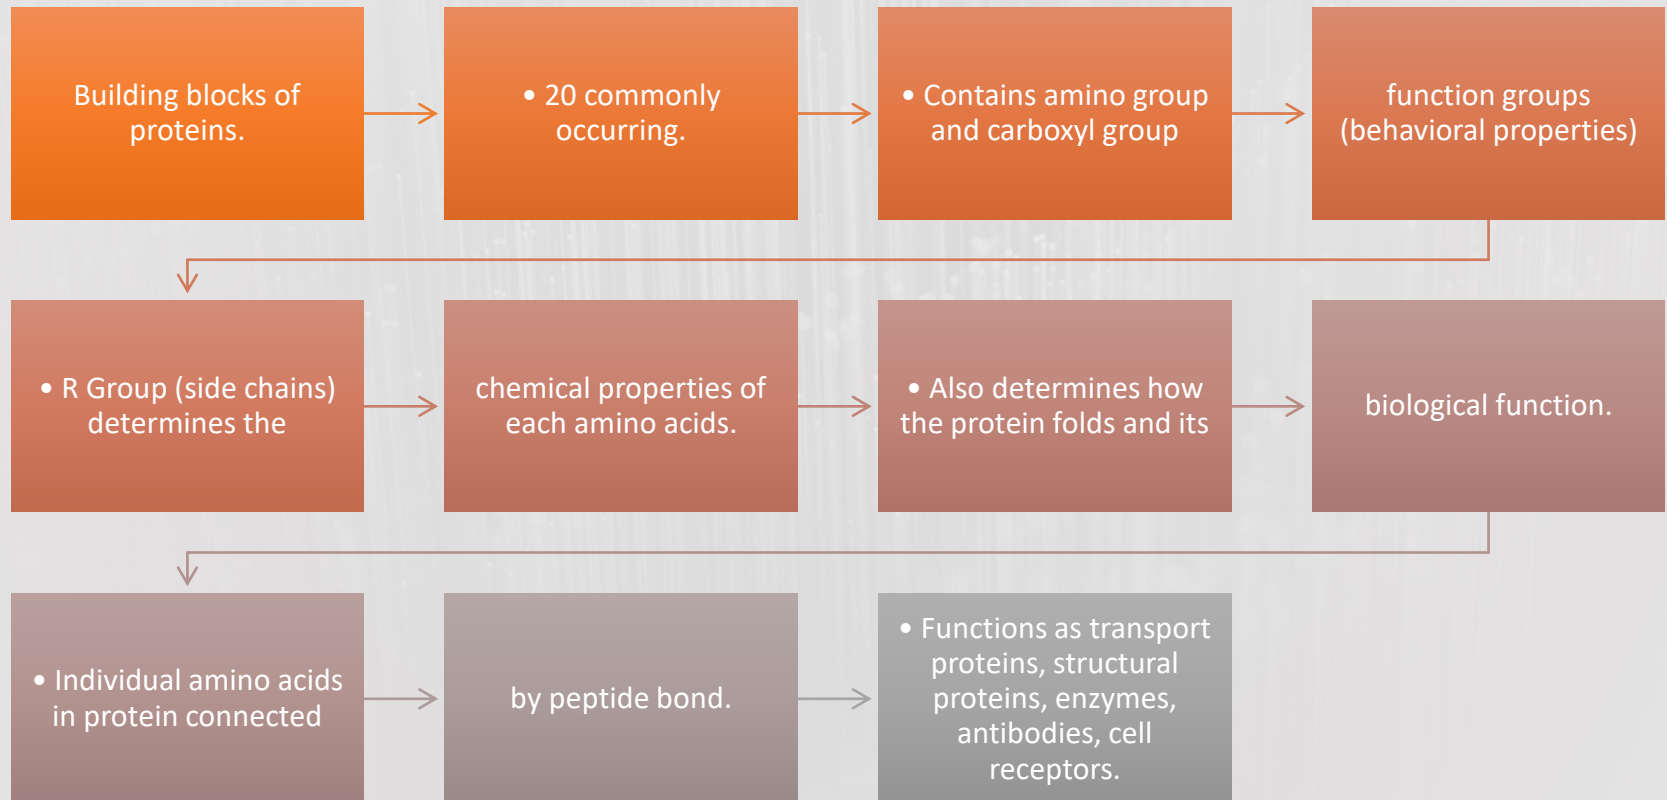 Building blocks of
proteins.
• 20 commonly
occurring.
• Contains amino group
and carboxyl group
function groups
(behavioral properties)
• R Group (side chains)
determines the
chemical properties of
each amino acids.
• Also determines how
the protein folds and its
biological function.
• Individual amino acids
in protein connected
by peptide bond.
• Functions as transport
proteins, structural
proteins, enzymes,
antibodies, cell
receptors.